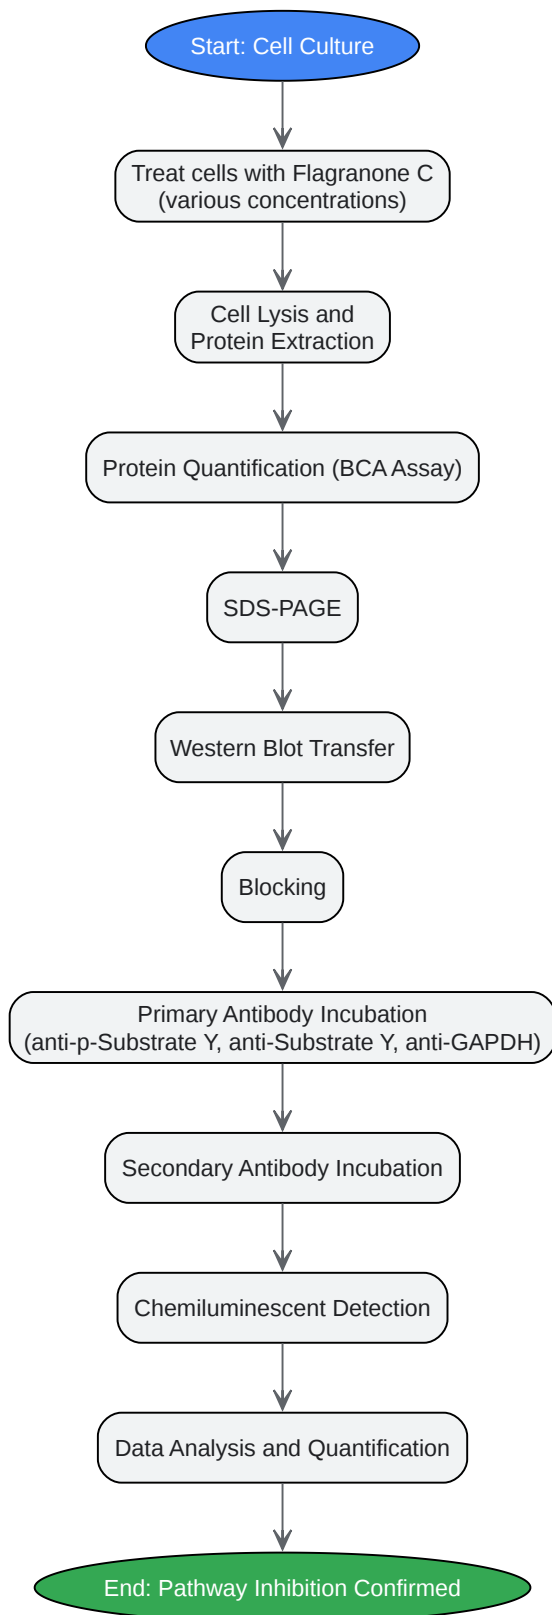 Start: Cell Culture
Treat cells with Flagranone C
(various concentrations)
Cell Lysis and
Protein Extraction
Protein Quantification (BCA Assay)
SDS-PAGE
Western Blot Transfer
Blocking
Primary Antibody Incubation
(anti-p-Substrate Y, anti-Substrate Y, anti-GAPDH)
Secondary Antibody Incubation
Chemiluminescent Detection
Data Analysis and Quantification
End: Pathway Inhibition Confirmed